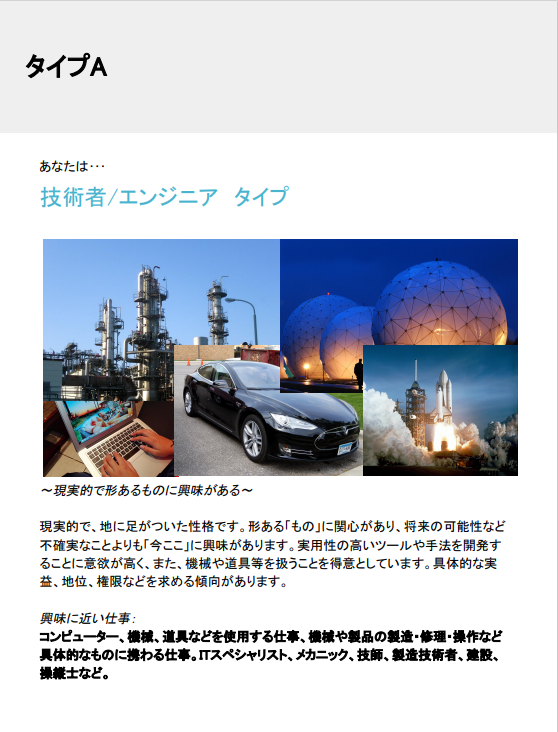 タイプA
あなたは・・・
技術者/エンジニア　タイプ
～現実的で形あるものに興味がある～
現実的で、地に足がついた性格です。形ある「もの」に関心があり、将来の可能性など
不確実なことよりも「今ここ」に興味があります。実用性の高いツールや手法を開発す
ることに意欲が高く、また、機械や道具等を扱うことを得意としています。具体的な実
益、地位、権限などを求める傾向があります。
興味に近い仕事：
コンピューター、機械、道具などを使用する仕事、機械や製品の製造・修理・操作など
具体的なものに携わる仕事。ITスペシャリスト、メカニック、技師、製造技術者、建設、
操縦士など。